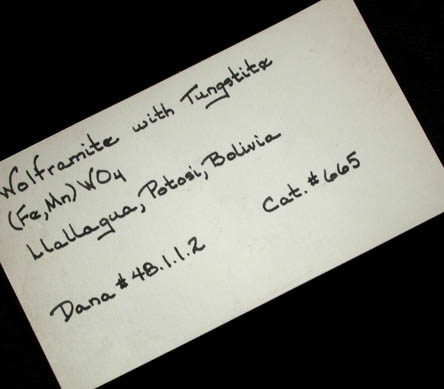 Wolframite with Tungstite
(Fe,Mn)WO4
Llallagua, Potosi, Bolivia
Dana # 48.1.1.2 Cat. # 665